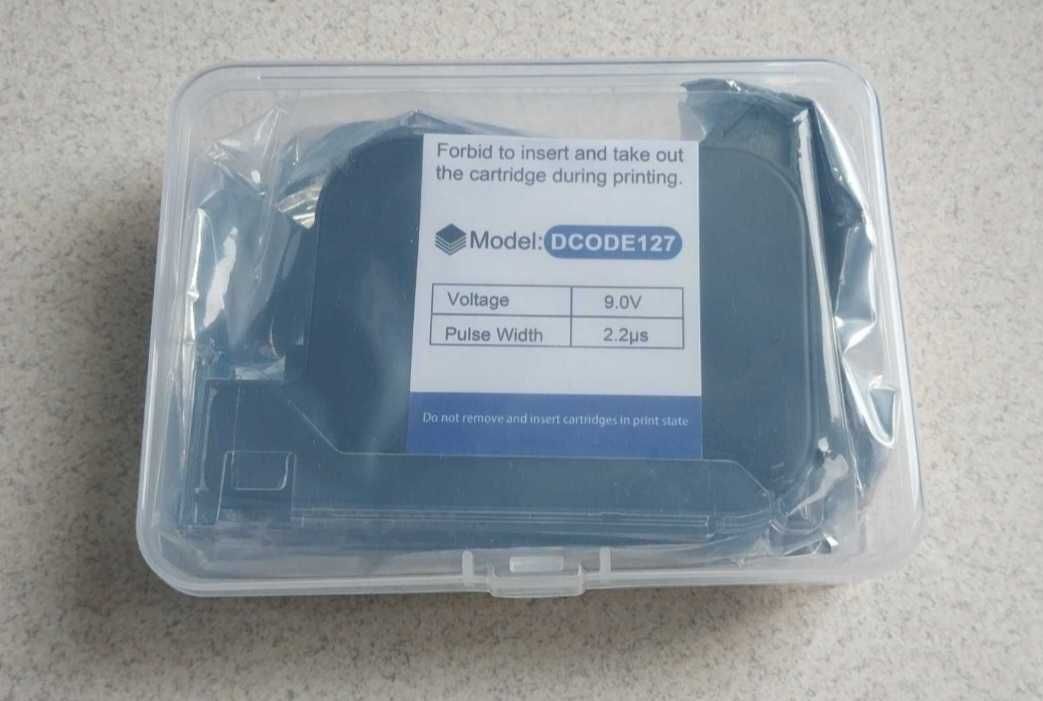 Forbid to insert and take out
the cartridge during printing.
Model: DCODE127
Voltage 9.0V
Pulse Width 2.2µs
Do not remove and insert cartridges in print state